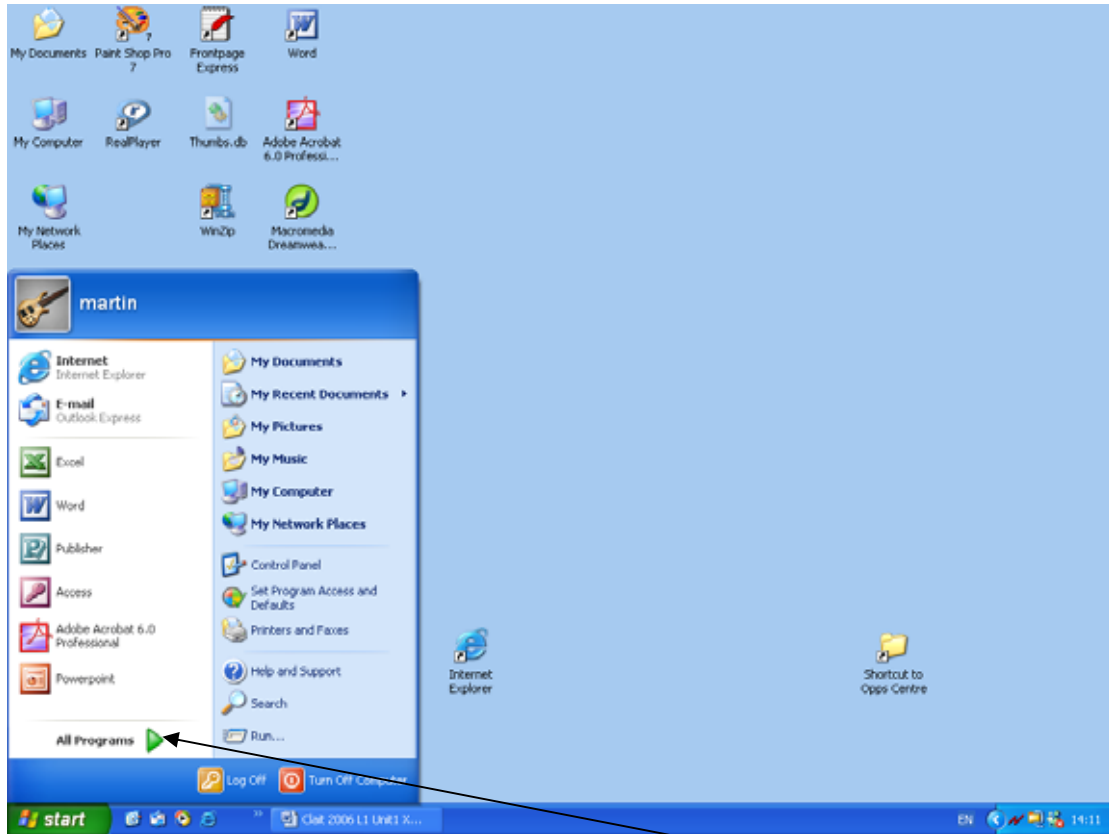 My Documents
Paint Shop Pro
7
Frontpage
Express
Word
My Computer
RealPlayer
Thumbs.db
Adobe Acrobat
6.0 Professi...
My Network
Places
WinZip
Macromedia
Dreamwea...
martin
Internet
Internet Explorer
E-mail
Outlook Express
Excel
Word
Publisher
Access
Adobe Acrobat 6.0
Professional
Powerpoint
All Programs
My Documents
My Recent Documents
My Pictures
My Music
My Computer
My Network Places
Control Panel
Set Program Access and
Defaults
Printers and Faxes
Help and Support
Search
Run...
Log Off
Turn Off Computer
Internet
Explorer
Shortcut to
Opps Centre
start
Clait 2006 L1 Unit1 X...
EN
14:11